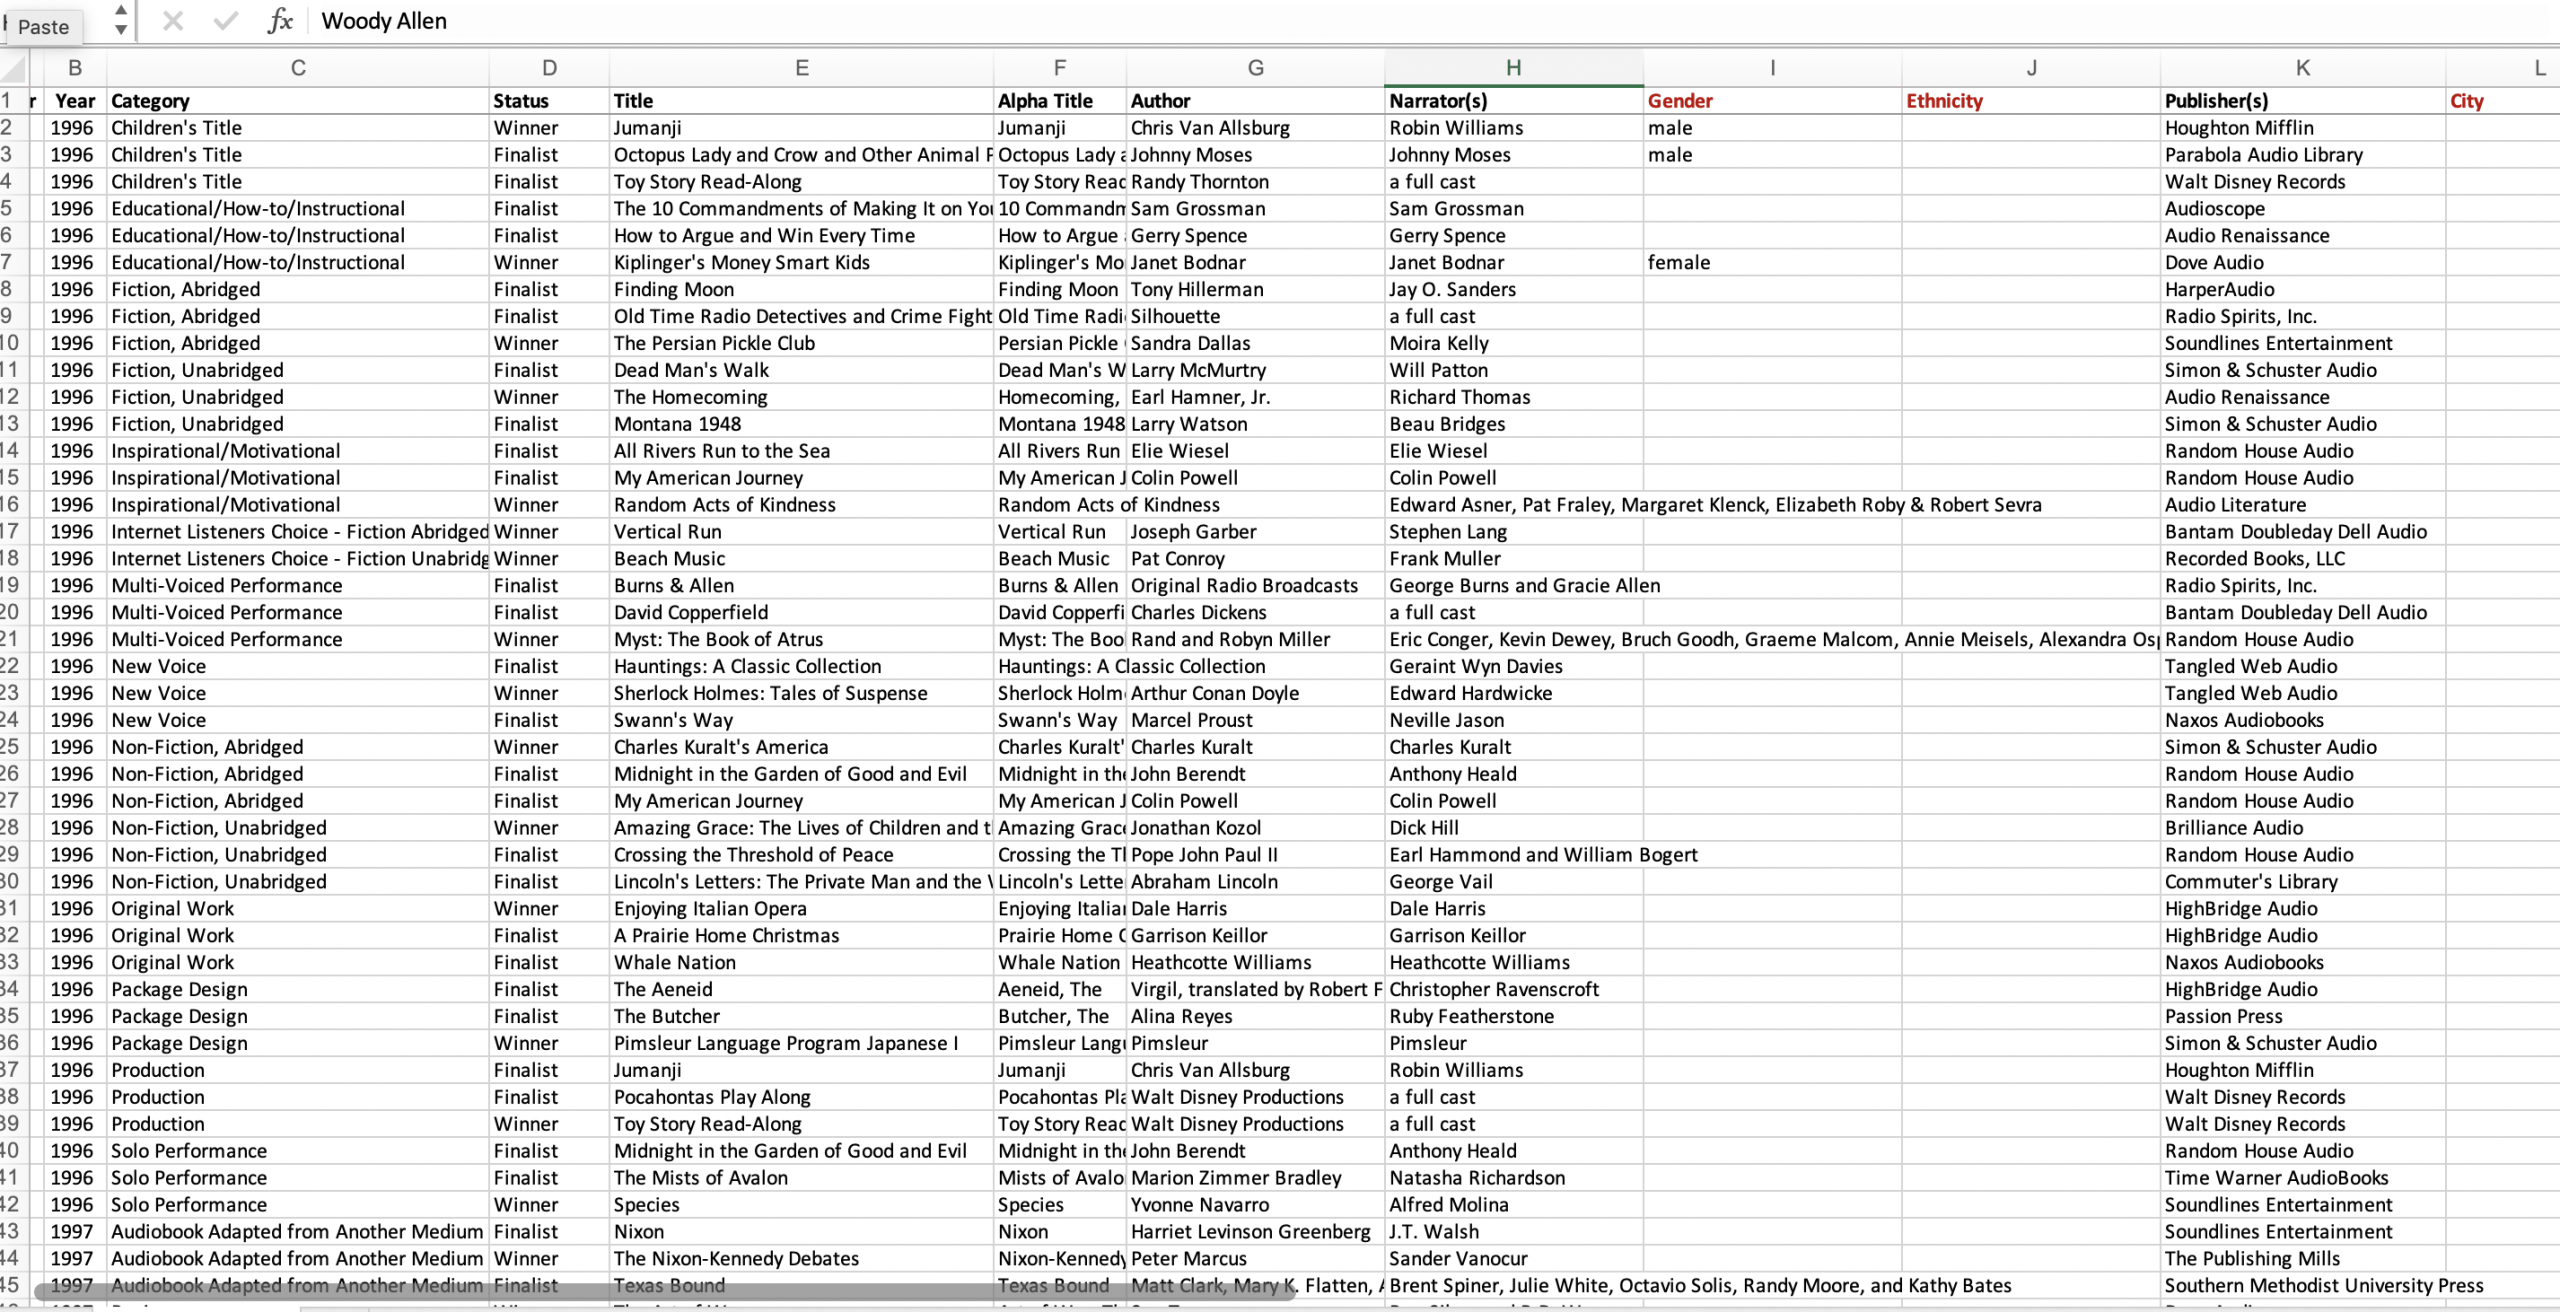 Paste fx Woody Allen
B C D E F G H I J K L
1 r Year Category Status Title Alpha Title Author Narrator(s) Gender Ethnicity Publisher(s) City
2 1996 Children's Title Winner Jumanji Jumanji Chris Van Allsburg Robin Williams male Houghton Mifflin
3 1996 Children's Title Finalist Octopus Lady and Crow and Other Animal F Octopus Lady a Johnny Moses Johnny Moses male Parabola Audio Library
4 1996 Children's Title Finalist Toy Story Read-Along Toy Story Read Randy Thornton a full cast Walt Disney Records
5 1996 Educational/How-to/Instructional Finalist The 10 Commandments of Making It on You 10 Commandm Sam Grossman Sam Grossman Audioscope
6 1996 Educational/How-to/Instructional Finalist How to Argue and Win Every Time How to Argue Gerry Spence Gerry Spence Audio Renaissance
7 1996 Educational/How-to/Instructional Winner Kiplinger's Money Smart Kids Kiplinger's Mo Janet Bodnar Janet Bodnar female Dove Audio
8 1996 Fiction, Abridged Finalist Finding Moon Finding Moon Tony Hillerman Jay O. Sanders HarperAudio
9 1996 Fiction, Abridged Finalist Old Time Radio Detectives and Crime Fight Old Time Radi Silhouette a full cast Radio Spirits, Inc.
10 1996 Fiction, Abridged Winner The Persian Pickle Club Persian Pickle Sandra Dallas Moira Kelly Soundlines Entertainment
11 1996 Fiction, Unabridged Finalist Dead Man's Walk Dead Man's W Larry McMurtry Will Patton Simon & Schuster Audio
12 1996 Fiction, Unabridged Winner The Homecoming Homecoming, Earl Hamner, Jr. Richard Thomas Audio Renaissance
13 1996 Fiction, Unabridged Finalist Montana 1948 Montana 1948 Larry Watson Beau Bridges Simon & Schuster Audio
14 1996 Inspirational/Motivational Finalist All Rivers Run to the Sea All Rivers Run Elie Wiesel Elie Wiesel Random House Audio
15 1996 Inspirational/Motivational Finalist My American Journey My American J Colin Powell Colin Powell Random House Audio
16 1996 Inspirational/Motivational Winner Random Acts of Kindness Random Acts of Kindness Edward Asner, Pat Fraley, Margaret Klenck, Elizabeth Roby & Robert Sevra Audio Literature
17 1996 Internet Listeners Choice - Fiction Abridged Winner Vertical Run Vertical Run Joseph Garber Stephen Lang Bantam Doubleday Dell Audio
18 1996 Internet Listeners Choice - Fiction Unabridg Winner Beach Music Beach Music Pat Conroy Frank Muller Recorded Books, LLC
19 1996 Multi-Voiced Performance Finalist Burns & Allen Burns & Allen Original Radio Broadcasts George Burns and Gracie Allen Radio Spirits, Inc.
20 1996 Multi-Voiced Performance Finalist David Copperfield David Copperfi Charles Dickens a full cast Bantam Doubleday Dell Audio
21 1996 Multi-Voiced Performance Winner Myst: The Book of Atrus Myst: The Boo Rand and Robyn Miller Eric Conger, Kevin Dewey, Bruch Goodh, Graeme Malcom, Annie Meisels, Alexandra Osp Random House Audio
22 1996 New Voice Finalist Hauntings: A Classic Collection Hauntings: A Classic Collection Geraint Wyn Davies Tangled Web Audio
23 1996 New Voice Winner Sherlock Holmes: Tales of Suspense Sherlock Holm Arthur Conan Doyle Edward Hardwicke Tangled Web Audio
24 1996 New Voice Finalist Swann's Way Swann's Way Marcel Proust Neville Jason Naxos Audiobooks
25 1996 Non-Fiction, Abridged Winner Charles Kuralt's America Charles Kuralt' Charles Kuralt Charles Kuralt Simon & Schuster Audio
26 1996 Non-Fiction, Abridged Finalist Midnight in the Garden of Good and Evil Midnight in the John Berendt Anthony Heald Random House Audio
27 1996 Non-Fiction, Abridged Finalist My American Journey My American J Colin Powell Colin Powell Random House Audio
28 1996 Non-Fiction, Unabridged Winner Amazing Grace: The Lives of Children and t Amazing Grace Jonathan Kozol Dick Hill Brilliance Audio
29 1996 Non-Fiction, Unabridged Finalist Crossing the Threshold of Peace Crossing the Tl Pope John Paul II Earl Hammond and William Bogert Random House Audio
30 1996 Non-Fiction, Unabridged Finalist Lincoln's Letters: The Private Man and the Lincoln's Lette Abraham Lincoln George Vail Commuter's Library
31 1996 Original Work Winner Enjoying Italian Opera Enjoying Italian Dale Harris Dale Harris HighBridge Audio
32 1996 Original Work Finalist A Prairie Home Christmas Prairie Home C Garrison Keillor Garrison Keillor HighBridge Audio
33 1996 Original Work Finalist Whale Nation Whale Nation Heathcotte Williams Heathcotte Williams Naxos Audiobooks
34 1996 Package Design Finalist The Aeneid Aeneid, The Virgil, translated by Robert F Christopher Ravenscroft HighBridge Audio
35 1996 Package Design Finalist The Butcher Butcher, The Alina Reyes Ruby Featherstone Passion Press
36 1996 Package Design Winner Pimsleur Language Program Japanese I Pimsleur Langu Pimsleur Pimsleur Simon & Schuster Audio
37 1996 Production Finalist Jumanji Jumanji Chris Van Allsburg Robin Williams Houghton Mifflin
38 1996 Production Finalist Pocahontas Play Along Pocahontas Pla Walt Disney Productions a full cast Walt Disney Records
39 1996 Production Winner Toy Story Read-Along Toy Story Read Walt Disney Productions a full cast Walt Disney Records
40 1996 Solo Performance Finalist Midnight in the Garden of Good and Evil Midnight in the John Berendt Anthony Heald Random House Audio
41 1996 Solo Performance Finalist The Mists of Avalon Mists of Avalo Marion Zimmer Bradley Natasha Richardson Time Warner AudioBooks
42 1996 Solo Performance Winner Species Species Yvonne Navarro Alfred Molina Soundlines Entertainment
43 1997 Audiobook Adapted from Another Medium Finalist Nixon Nixon Harriet Levinson Greenberg J.T. Walsh Soundlines Entertainment
44 1997 Audiobook Adapted from Another Medium Winner The Nixon-Kennedy Debates Nixon-Kennedy Peter Marcus Sander Vanocur The Publishing Mills
45 1997 Audiobook Adapted from Another Medium Finalist Texas Bound Texas Bound Matt Clark, Mary K. Flatten, Brent Spiner, Julie White, Octavio Solis, Randy Moore, and Kathy Bates Southern Methodist University Press